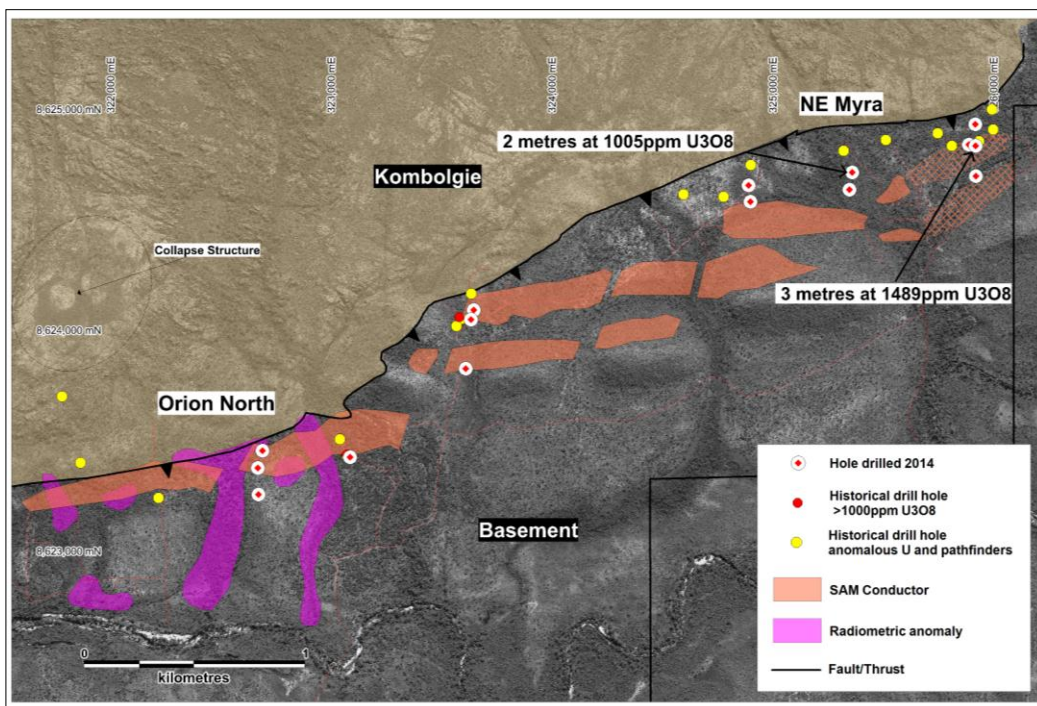 322,000 mE
323,000 mE
324,000 mE
325,000 mE
326,000 mE
8,625,000 mN
NE Myra
2 metres at 1005ppm U3O8
Kombolgie
Collapse Structure
3 metres at 1489ppm U3O8
8,624,000 mN
Orion North
Basement
8,623,000 mN
0
1
kilometres
Hole drilled 2014
Historical drill hole
>1000ppm U3O8
Historical drill hole
anomalous U and pathfinders
SAM Conductor
Radiometric anomaly
Fault/Thrust